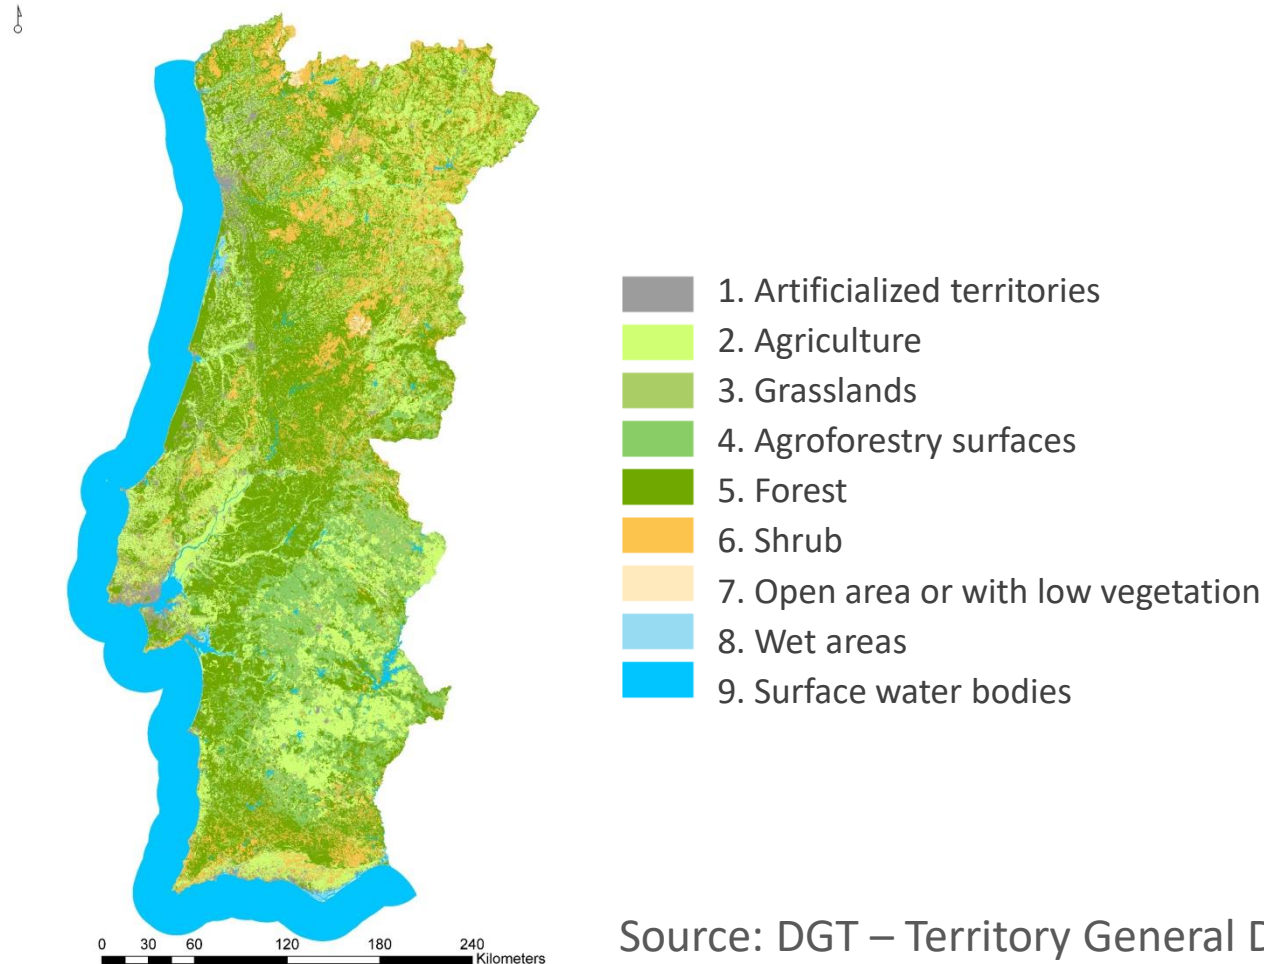 1. Artificialized territories
2. Agriculture
3. Grasslands
4. Agroforestry surfaces
5. Forest
6. Shrub
7. Open area or with low vegetation
8. Wet areas
9. Surface water bodies
0 30 60 120 180 240
Kilometers
Source: DGT – Territory General D